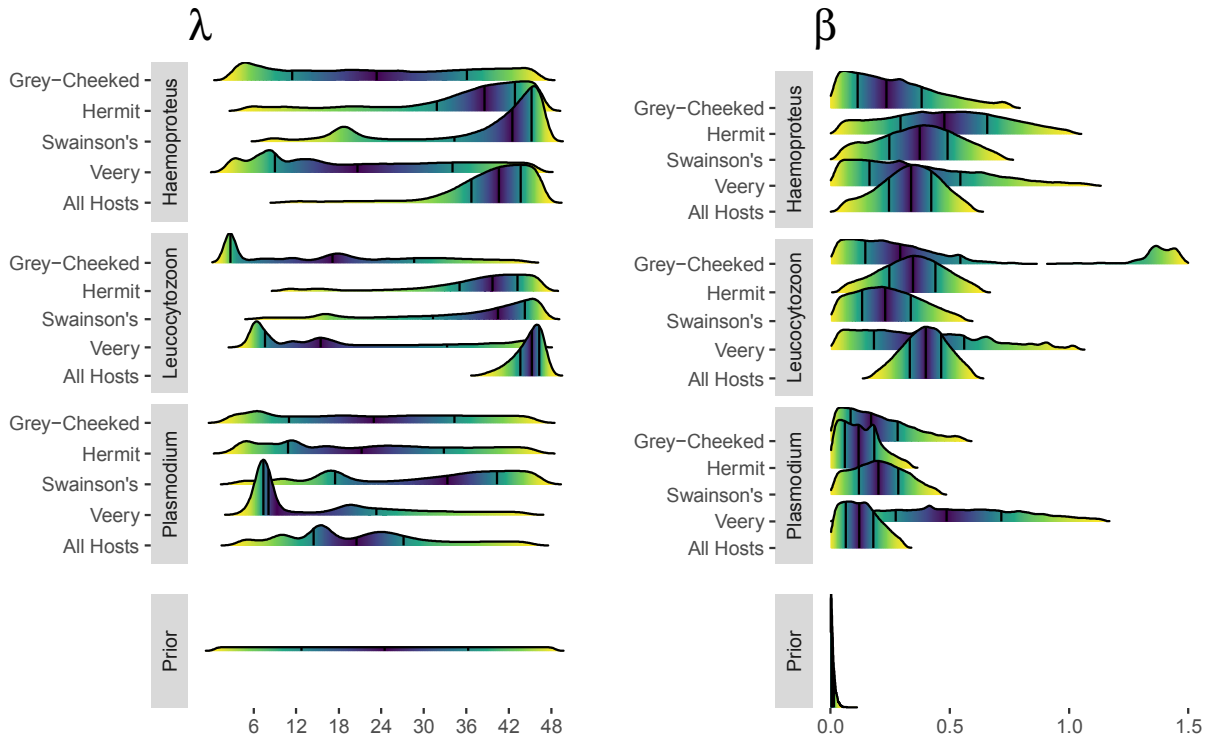 λ
Haemoproteus
Grey−Cheeked
Hermit
Swainson's
Veery
All Hosts
Leucocytozoon
Grey−Cheeked
Hermit
Swainson's
Veery
All Hosts
Plasmodium
Grey−Cheeked
Hermit
Swainson's
Veery
All Hosts
Prior
6 12 18 24 30 36 42 48
β
Haemoproteus
Grey−Cheeked
Hermit
Swainson's
Veery
All Hosts
Leucocytozoon
Grey−Cheeked
Hermit
Swainson's
Veery
All Hosts
Plasmodium
Grey−Cheeked
Hermit
Swainson's
Veery
All Hosts
Prior
0.0 0.5 1.0 1.5